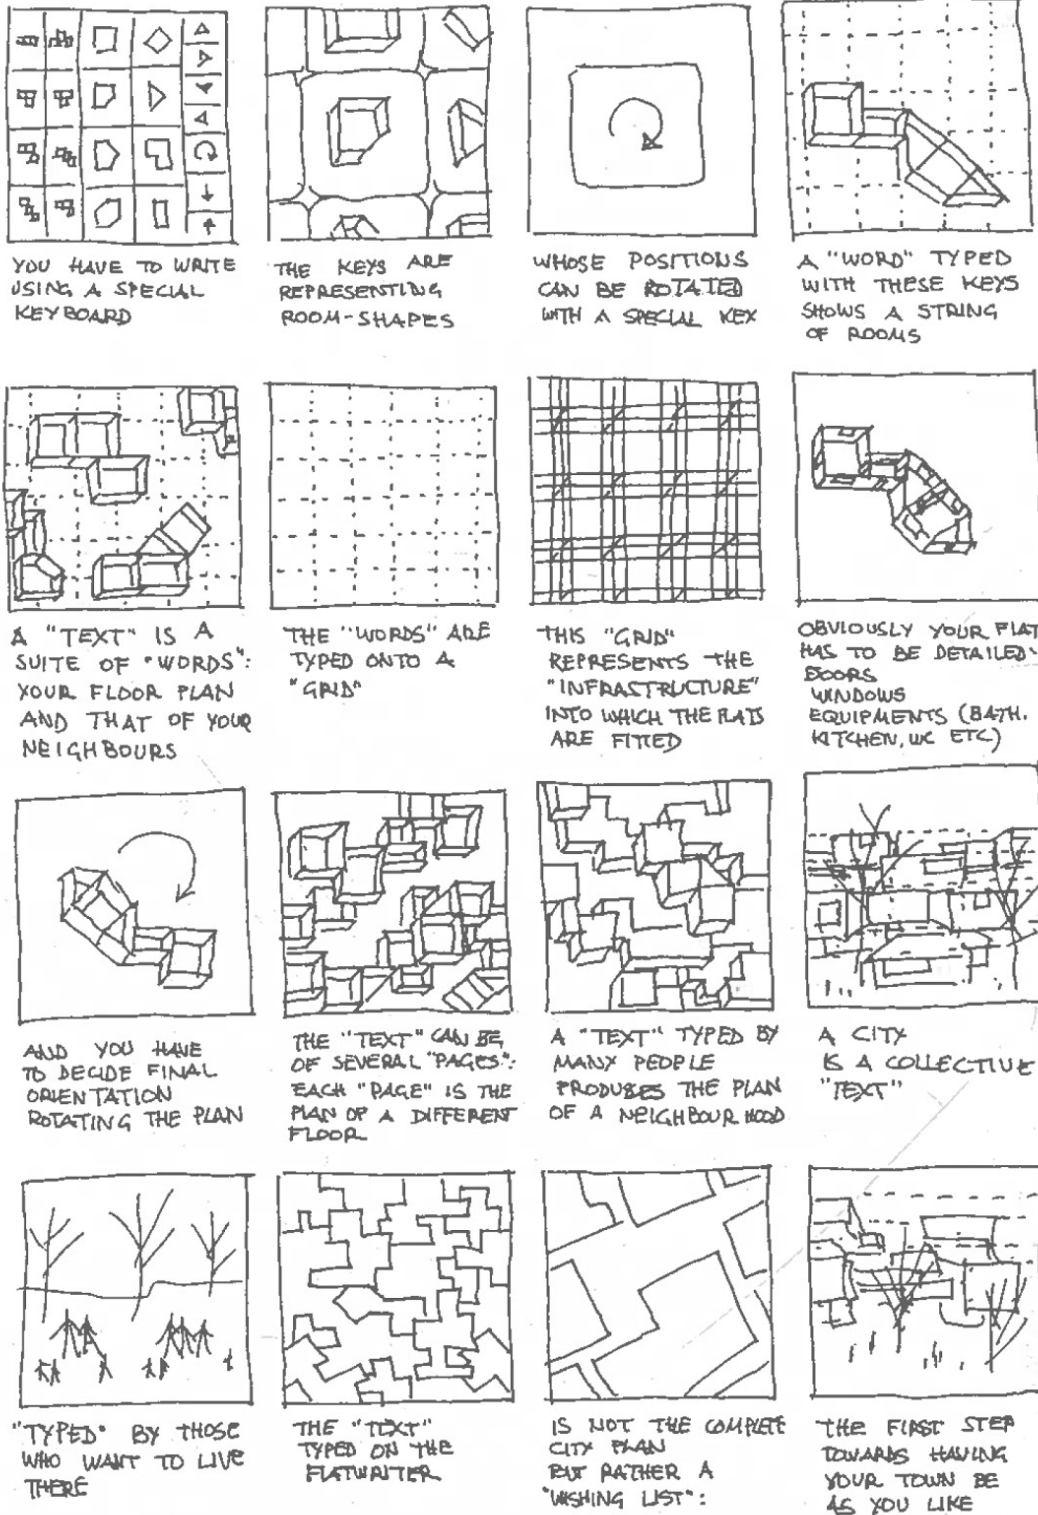 YOU HAVE TO WRITE
USING A SPECIAL
KEYBOARD
THE KEYS ARE
REPRESENTING
ROOM-SHAPES
WHOSE POSITIONS
CAN BE ROTATED
WITH A SPECIAL KEY
A "WORD" TYPED
WITH THESE KEYS
SHOWS A STRING
OF ROOMS
A "TEXT" IS A
SUITE OF "WORDS":
YOUR FLOOR PLAN
AND THAT OF YOUR
NEIGHBOURS
THE "WORDS" ARE
TYPED ONTO A
"GRID"
THIS "GRID"
REPRESENTS THE
"INFRASTRUCTURE"
INTO WHICH THE FLATS
ARE FITTED
OBVIOUSLY YOUR FLAT
HAS TO BE DETAILED-
DOORS
WINDOWS
EQUIPMENTS (BATH.
KITCHEN, WC ETC)
AND YOU HAVE
TO DECIDE FINAL
ORIENTATION
ROTATING THE PLAN
THE "TEXT" CAN BE
OF SEVERAL "PAGES":
EACH "PAGE" IS THE
PLAN OF A DIFFERENT
FLOOR
A "TEXT" TYPED BY
MANY PEOPLE
PRODUSES THE PLAN
OF A NEIGHBOUR HOOD
A CITY
IS A COLLECTIVE
"TEXT"
"TYPED" BY THOSE
WHO WANT TO LIVE
THERE
THE "TEXT"
TYPED ON THE
FLATWRITER
IS NOT THE COMPLETE
CITY PLAN
BUT RATHER A
"WISHING LIST":
THE FIRST STEP
TOWARDS HAVING
YOUR TOWN BE
AS YOU LIKE